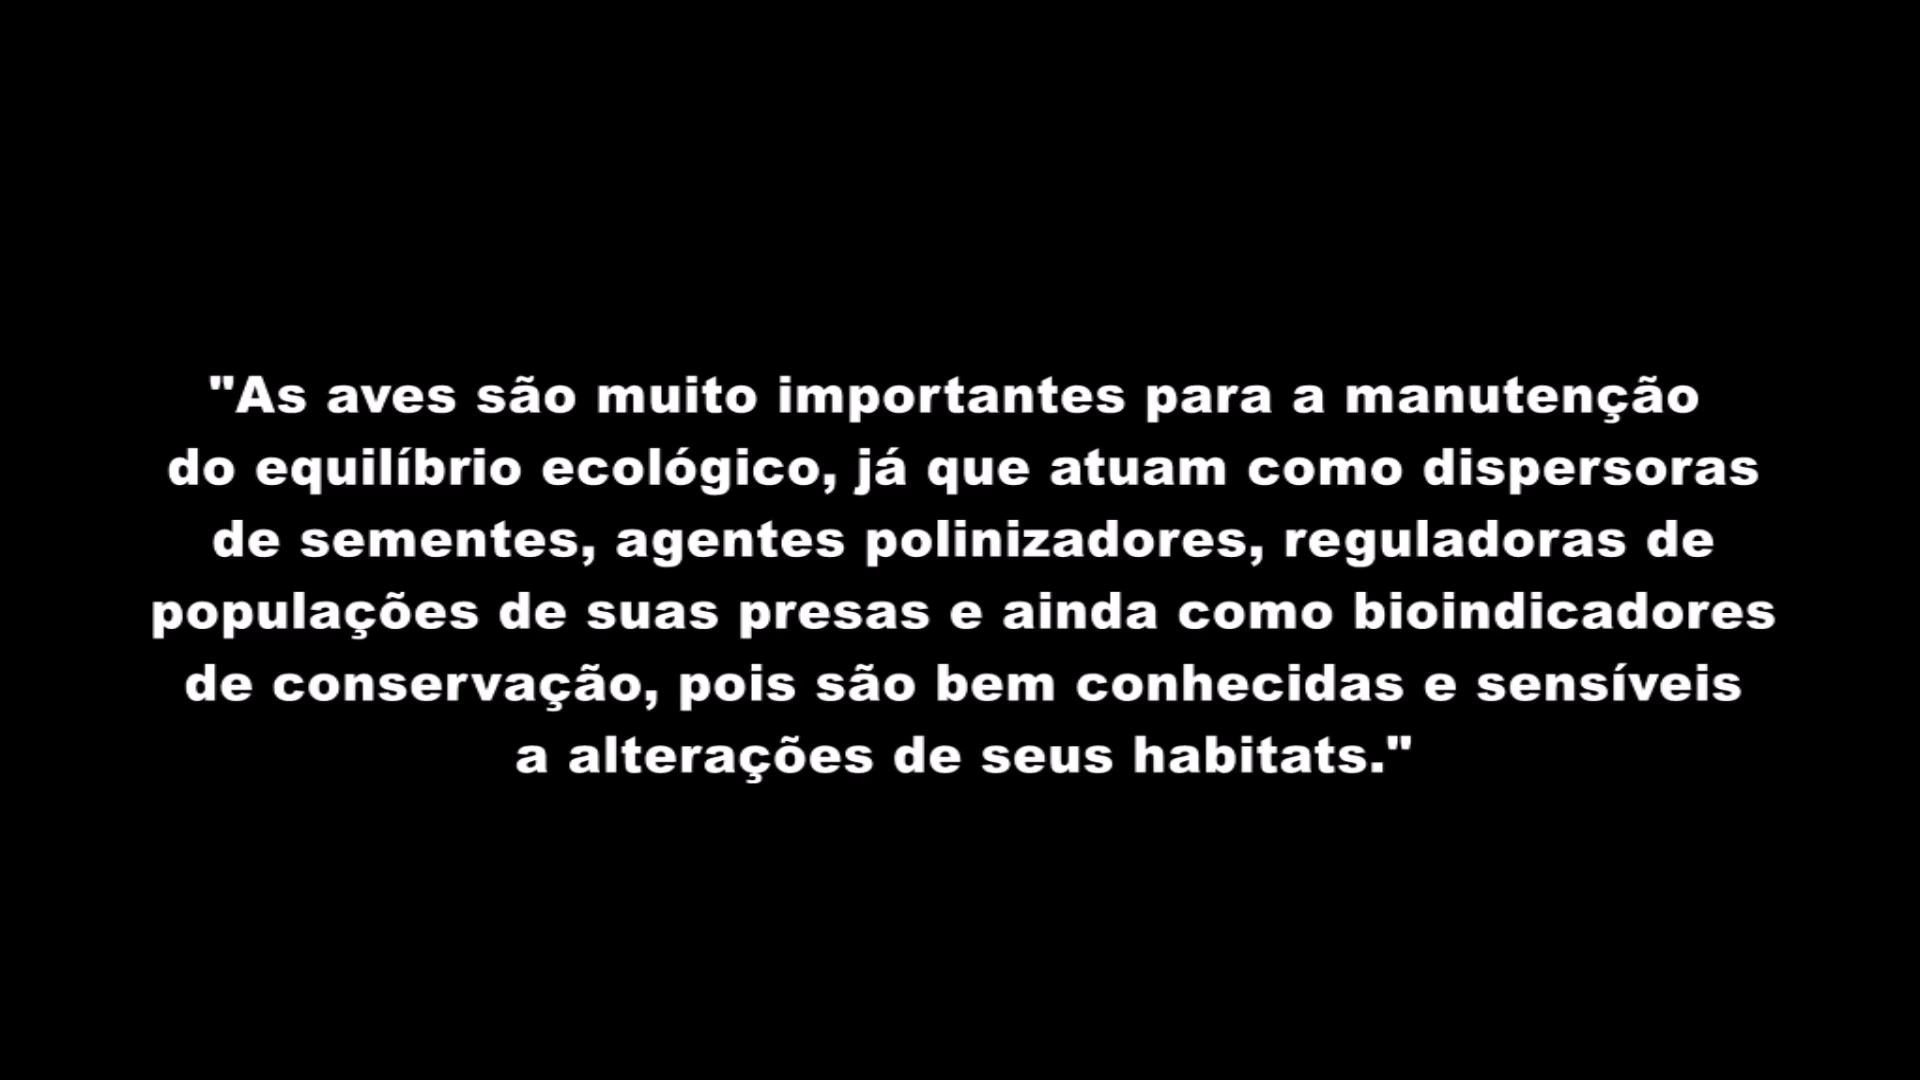 "As aves são muito importantes para a manutenção
do equilíbrio ecológico, já que atuam como dispersoras
de sementes, agentes polinizadores, reguladoras de
populações de suas presas e ainda como bioindicadores
de conservação, pois são bem conhecidas e sensíveis
a alterações de seus habitats."